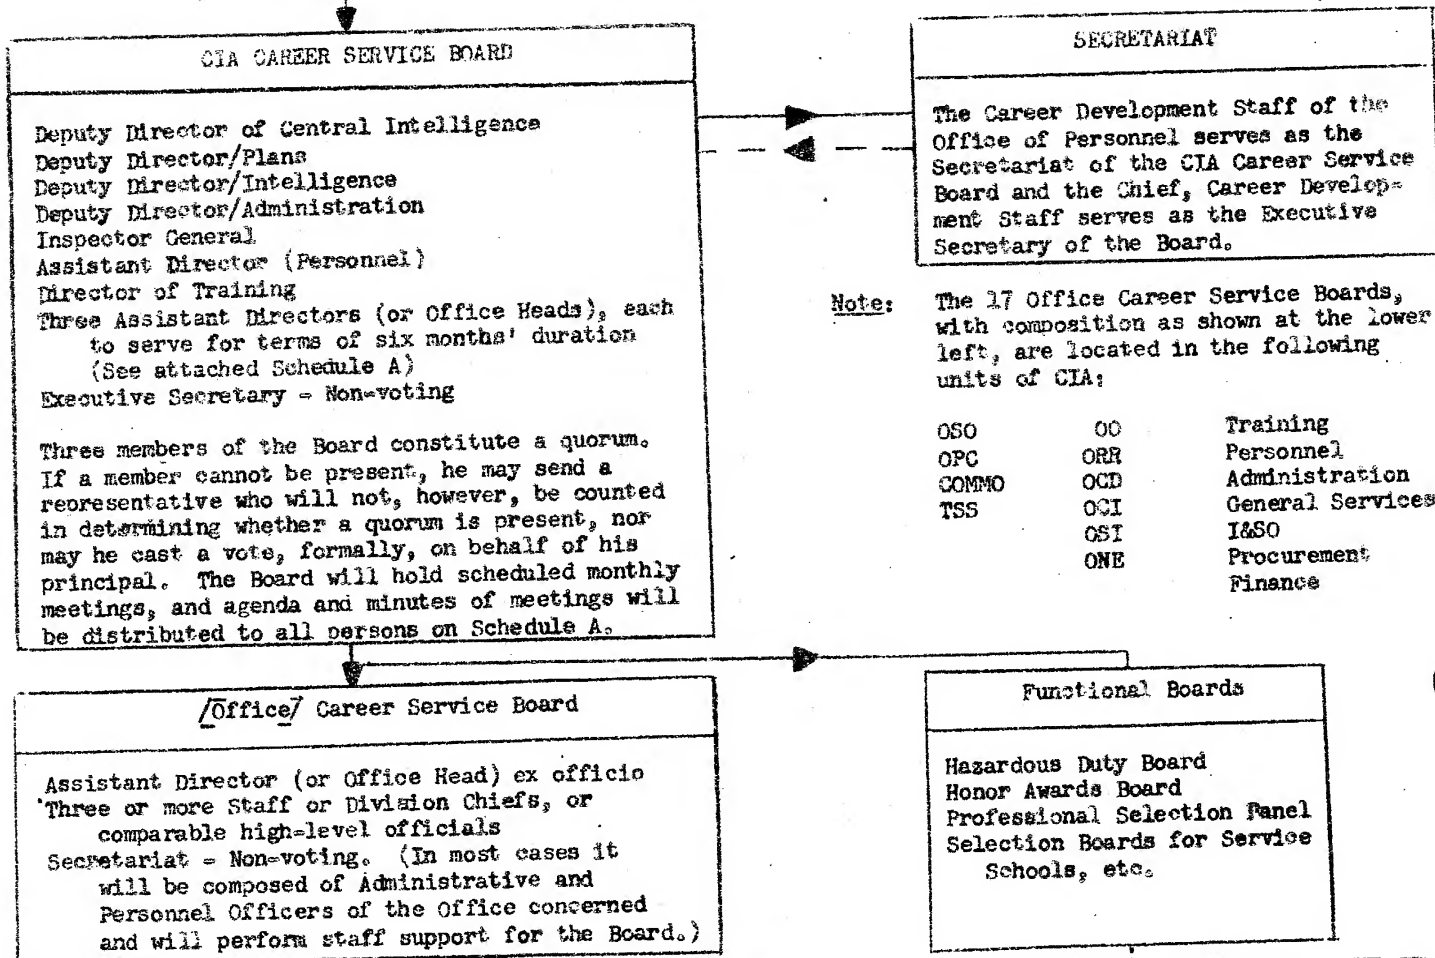 CIA CAREER SERVICE BOARD
Deputy Director of Central Intelligence
Deputy Director/Plans
Deputy Director/Intelligence
Deputy Director/Administration
Inspector General
Assistant Director (Personnel)
Director of Training
Three Assistant Directors (or Office Heads), each
to serve for terms of six months' duration
(See attached Schedule A)
Executive Secretary - Non-voting
Three members of the Board constitute a quorum.
If a member cannot be present, he may send a
representative who will not, however, be counted
in determining whether a quorum is present, nor
may he cast a vote, formally, on behalf of his
principal. The Board will hold scheduled monthly
meetings, and agenda and minutes of meetings will
be distributed to all persons on Schedule A.
SECRETARIAT
The Career Development Staff of the
Office of Personnel serves as the
Secretariat of the CIA Career Service
Board and the Chief, Career Develop-
ment Staff serves as the Executive
Secretary of the Board.
Note: The 17 Office Career Service Boards,
with composition as shown at the lower
left, are located in the following
units of CIA:
OSO OO Training
OPC ORR Personnel
COMMO OCD Administration
TSS OCI General Services
OSI I&SO
ONE Procurement
Finance
/Office/ Career Service Board
Assistant Director (or Office Head) ex officio
Three or more Staff or Division Chiefs, or
comparable high-level officials
Secretariat - Non-voting. (In most cases it
will be composed of Administrative and
Personnel Officers of the Office concerned
and will perform staff support for the Board.)
Functional Boards
Hazardous Duty Board
Honor Awards Board
Professional Selection Panel
Selection Boards for Service
Schools, etc.